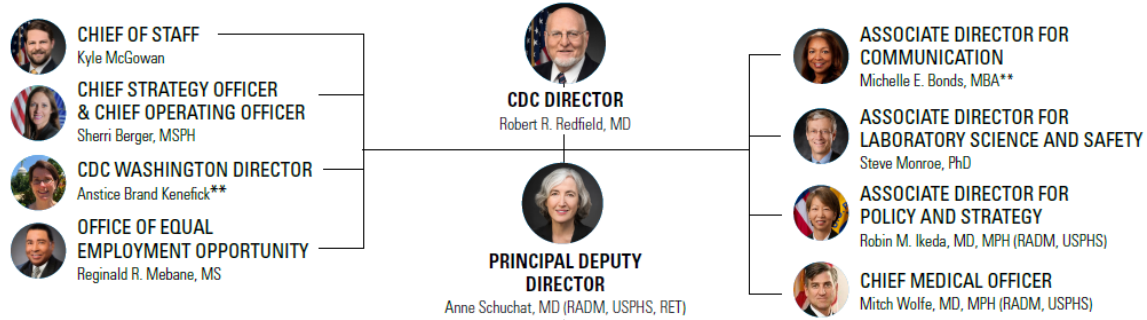 CHIEF OF STAFF
Kyle McGowan
CHIEF STRATEGY OFFICER
& CHIEF OPERATING OFFICER
Sherri Berger, MSPH
CDC WASHINGTON DIRECTOR
Anstice Brand Kenefick**
OFFICE OF EQUAL
EMPLOYMENT OPPORTUNITY
Reginald R. Mebane, MS
CDC DIRECTOR
Robert R. Redfield, MD
PRINCIPAL DEPUTY
DIRECTOR
Anne Schuchat, MD (RADM, USPHS, RET)
ASSOCIATE DIRECTOR FOR
COMMUNICATION
Michelle E. Bonds, MBA**
ASSOCIATE DIRECTOR FOR
LABORATORY SCIENCE AND SAFETY
Steve Monroe, PhD
ASSOCIATE DIRECTOR FOR
POLICY AND STRATEGY
Robin M. Ikeda, MD, MPH (RADM, USPHS)
CHIEF MEDICAL OFFICER
Mitch Wolfe, MD, MPH (RADM, USPHS)